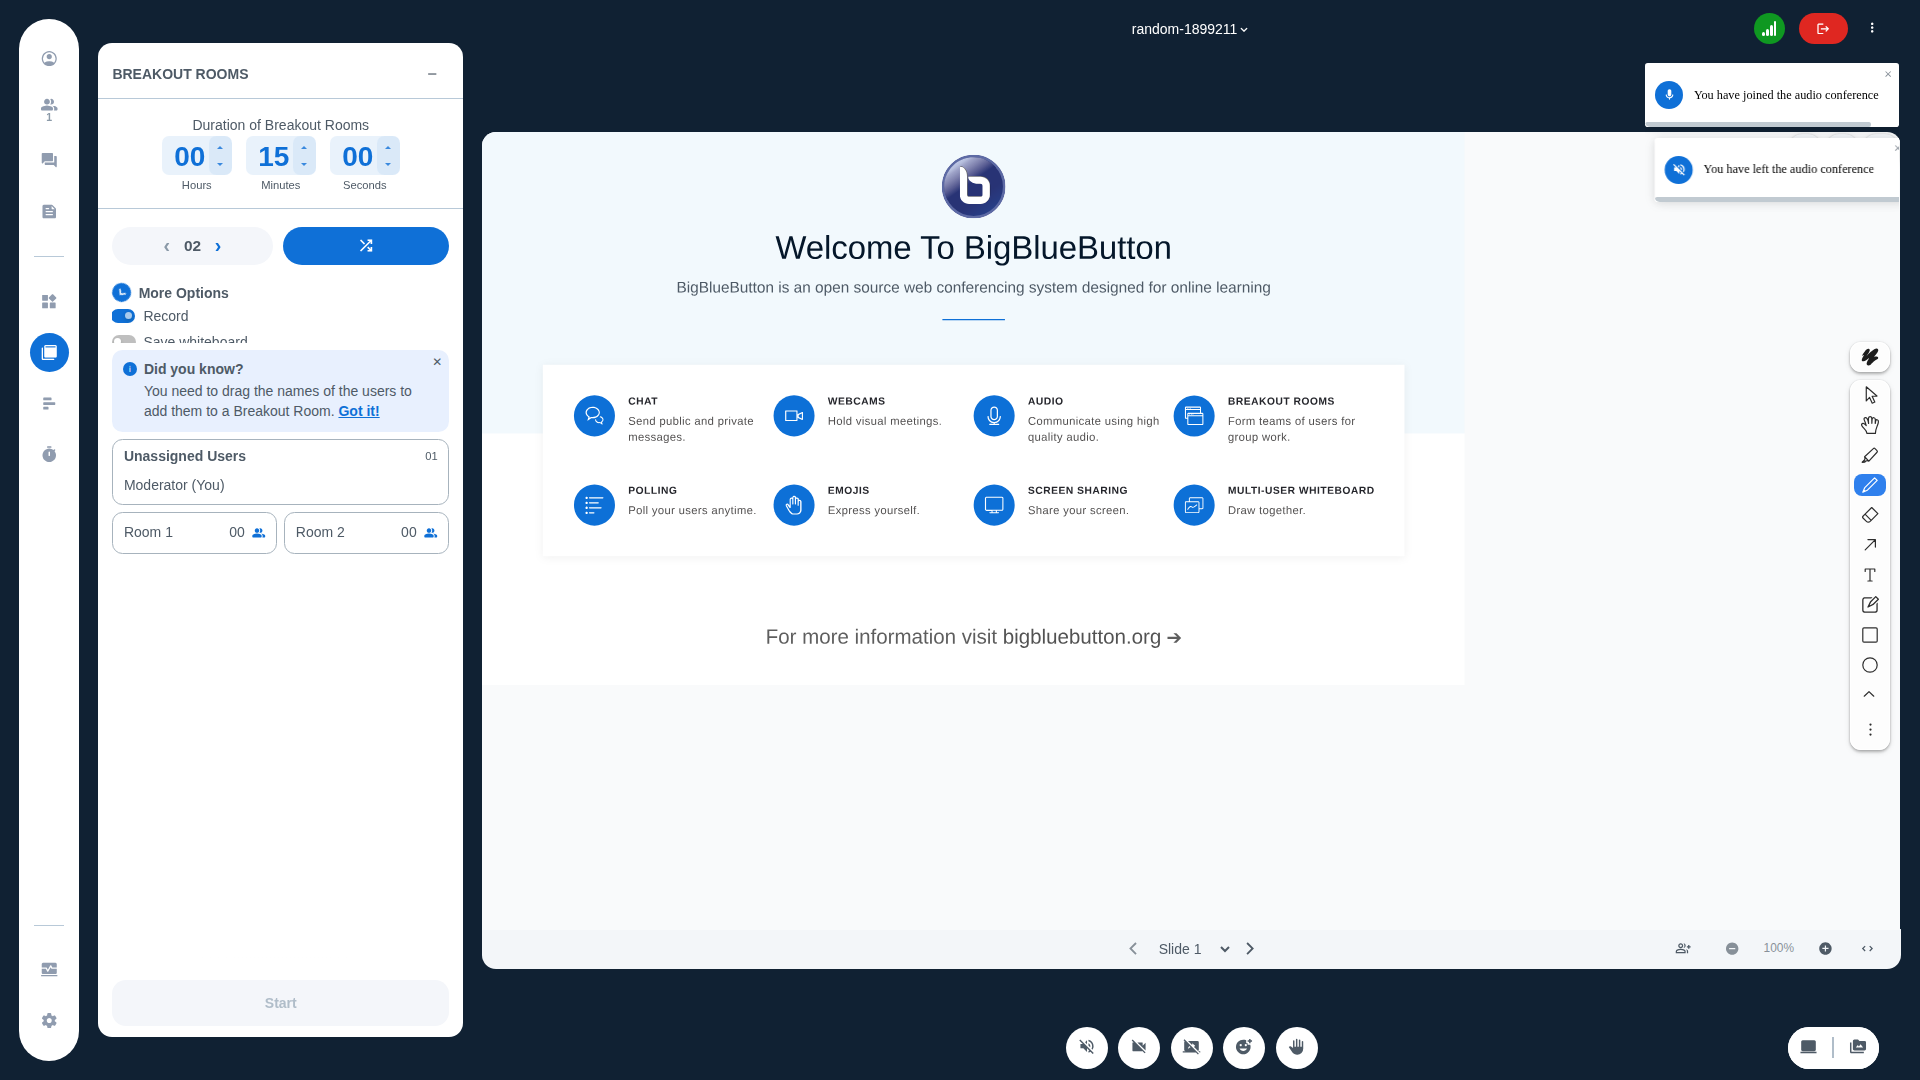 random-1899211
1
BREAKOUT ROOMS
Duration of Breakout Rooms
00 15 00
Hours Minutes Seconds
02
More Options
Record
Save whiteboard
Did you know?
You need to drag the names of the users to
add them to a Breakout Room. Got it!
Unassigned Users 01
Moderator (You)
Room 1 00
Room 2 00
Start
You have joined the audio conference
You have left the audio conference
Welcome To BigBlueButton
BigBlueButton is an open source web conferencing system designed for online learning
CHAT
Send public and private
messages.
WEBCAMS
Hold visual meetings.
AUDIO
Communicate using high
quality audio.
BREAKOUT ROOMS
Form teams of users for
group work.
POLLING
Poll your users anytime.
EMOJIS
Express yourself.
SCREEN SHARING
Share your screen.
MULTI-USER WHITEBOARD
Draw together.
For more information visit bigbluebutton.org ➔
Slide 1
100%